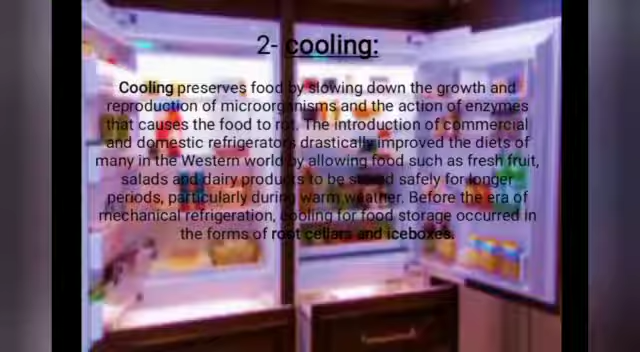 2- cooling:
Cooling preserves food by slowing down the growth and
reproduction of microorganisms and the action of enzymes
that causes the food to rot. The introduction of commercial
and domestic refrigerators drastically improved the diets of
many in the Western world by allowing food such as fresh fruit,
salads and dairy products to be stored safely for longer
periods, particularly during warm weather. Before the era of
mechanical refrigeration, cooling for food storage occurred in
the forms of root cellars and iceboxes.